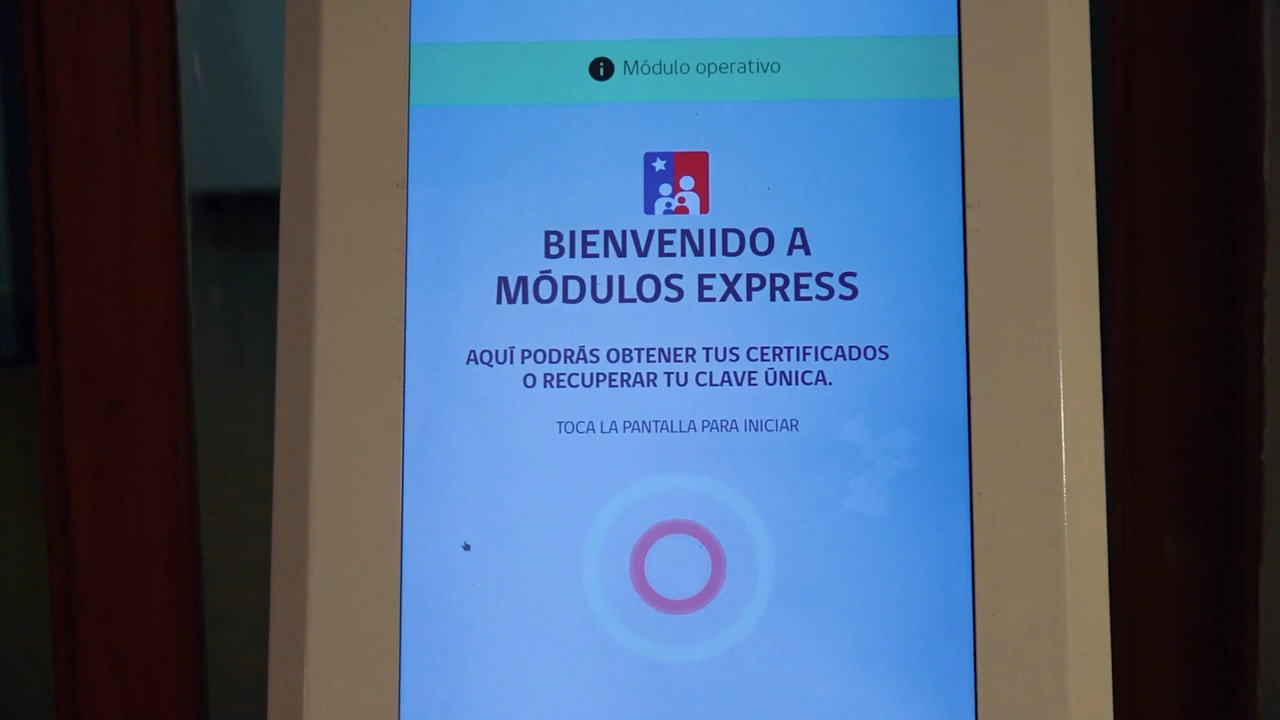 Módulo operativo
BIENVENIDO A
MÓDULOS EXPRESS
AQUÍ PODRÁS OBTENER TUS CERTIFICADOS
O RECUPERAR TU CLAVE ÚNICA.
TOCA LA PANTALLA PARA INICIAR